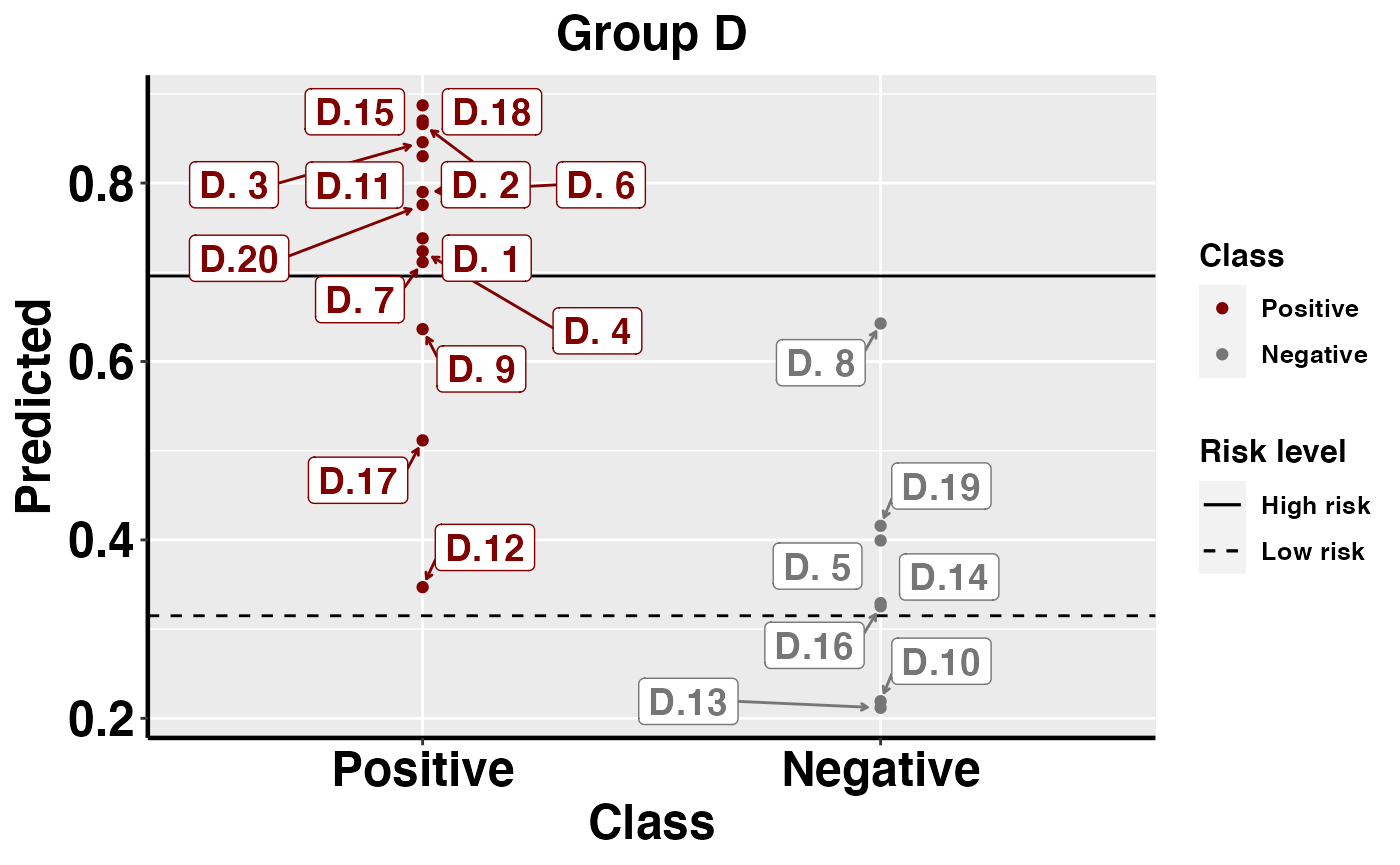 Group D
Predicted
0.8
0.6
0.4
0.2
D.15
D.18
D. 3
D.11
D. 2
D. 6
D.20
D. 1
D. 7
D. 4
D. 9
D. 8
D.17
D.19
D.12
D. 5
D.14
D.16
D.10
D.13
Positive
Negative
Class
Class
Positive
Negative
Risk level
High risk
Low risk